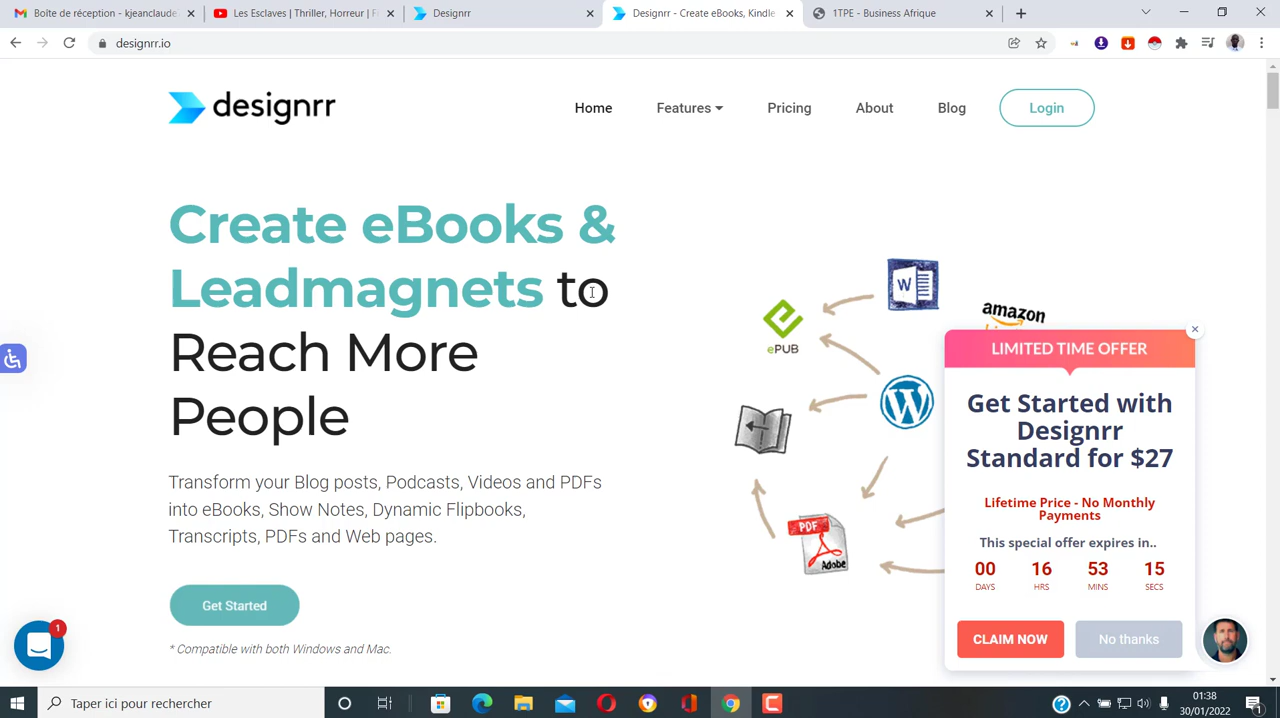 Boîte de réception - kjeanclaude
Les Esclaves | Thriller, Horreur | F
Designrr
Designrr - Create eBooks, Kindle
1TPE - Business Afrique
designrr.io
designrr
Home
Features
Pricing
About
Blog
Login
Create eBooks &
Leadmagnets to
Reach More
People
Transform your Blog posts, Podcasts, Videos and PDFs
into eBooks, Show Notes, Dynamic Flipbooks,
Transcripts, PDFs and Web pages.
Get Started
* Compatible with both Windows and Mac.
W
ePUB
amazon
PDF
Adobe
LIMITED TIME OFFER
Get Started with
Designrr
Standard for $27
Lifetime Price - No Monthly
Payments
This special offer expires in..
00 16 53 15
DAYS HRS MINS SECS
CLAIM NOW
No thanks
1
Taper ici pour rechercher
01:38
30/01/2022
1